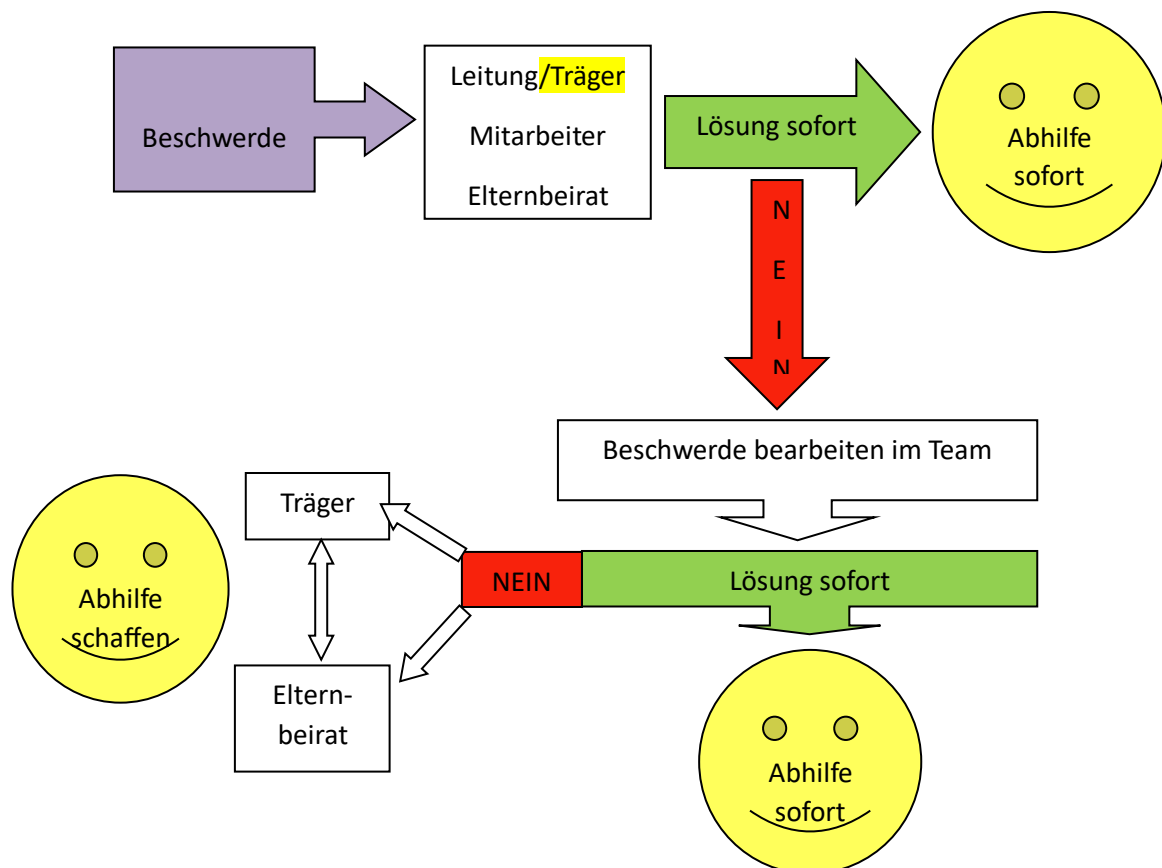 Beschwerde
Leitung/Träger
Mitarbeiter
Elternbeirat
Lösung sofort
Abhilfe
sofort
N
E
I
N
Beschwerde bearbeiten im Team
Träger
Abhilfe
schaffen
NEIN
Lösung sofort
Eltern-
beirat
Abhilfe
sofort